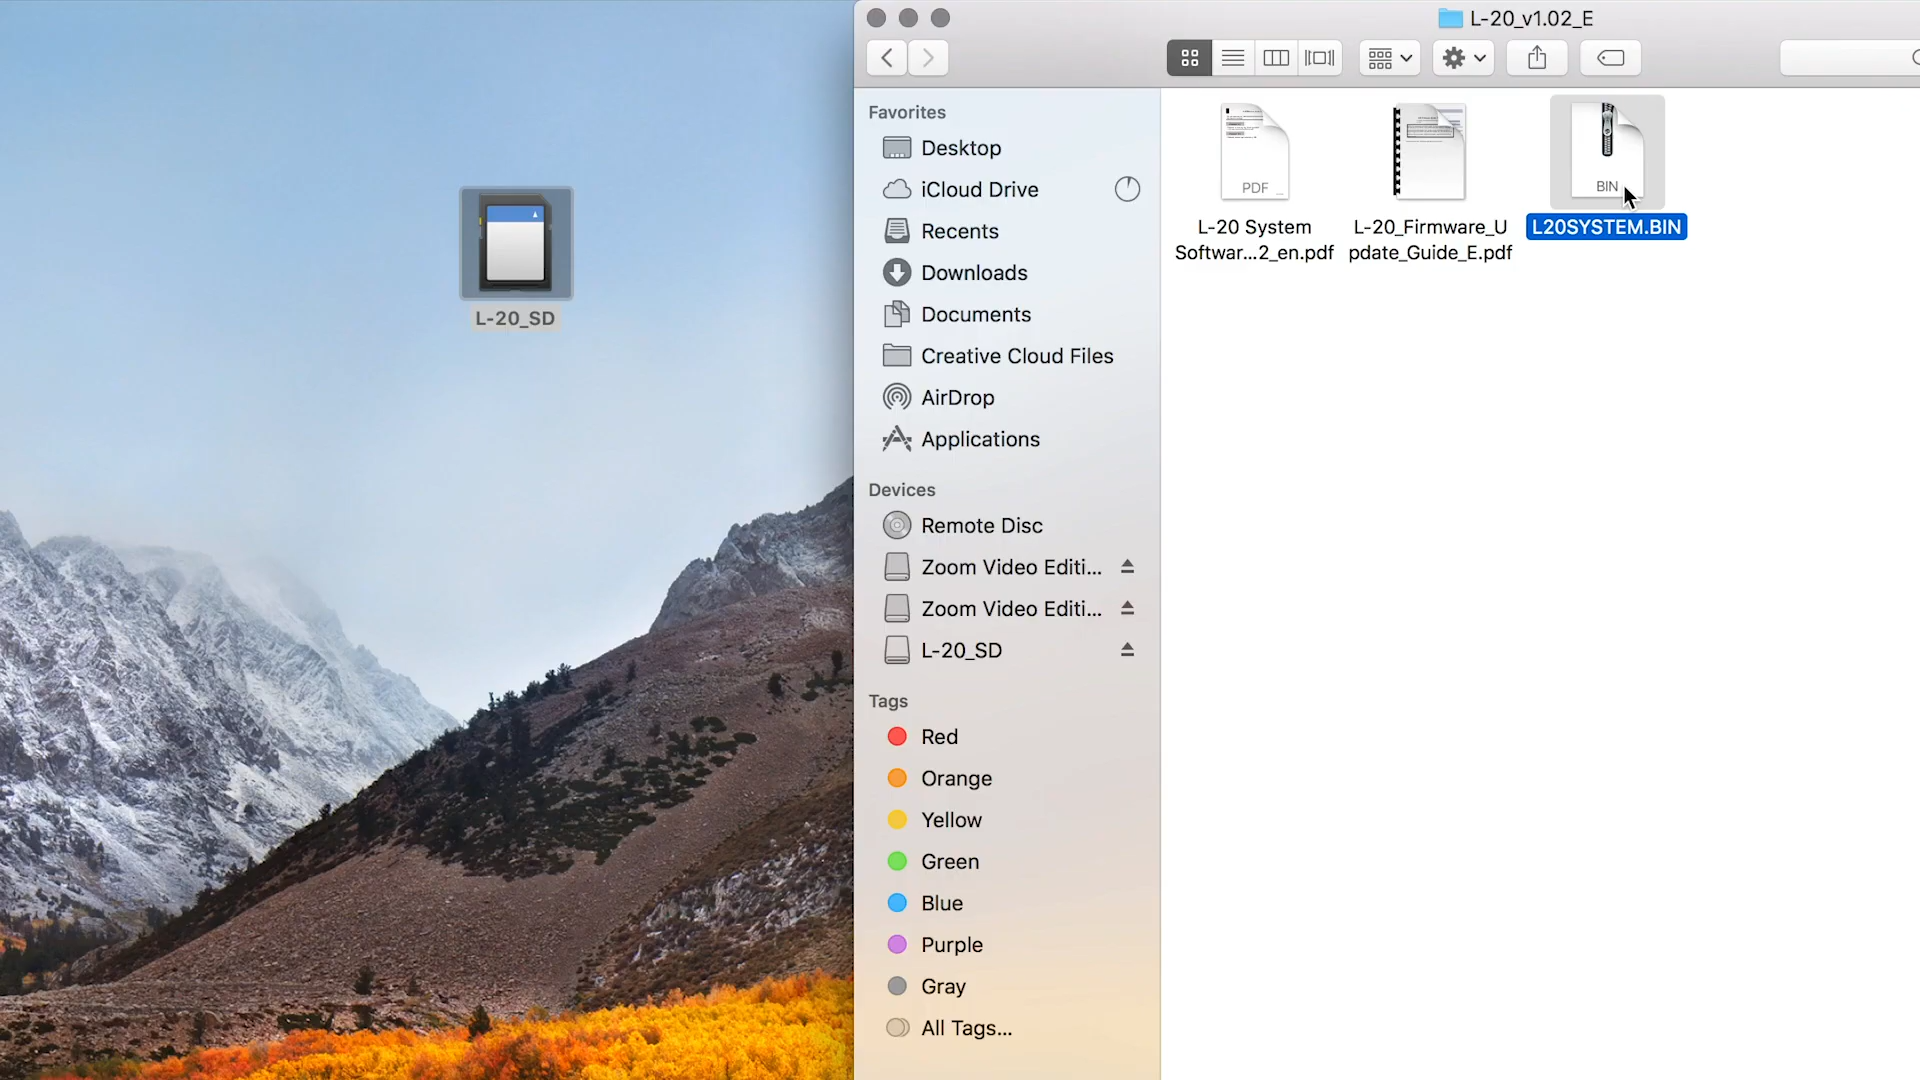 L-20_v1.02_E
Favorites
Desktop
iCloud Drive
Recents
Downloads
Documents
Creative Cloud Files
AirDrop
Applications
Devices
Remote Disc
Zoom Video Editi...
Zoom Video Editi...
L-20_SD
Tags
Red
Orange
Yellow
Green
Blue
Purple
Gray
All Tags...
PDF
L-20 System
Softwar...2_en.pdf
L-20_Firmware_U
pdate_Guide_E.pdf
BIN
L20SYSTEM.BIN
L-20_SD